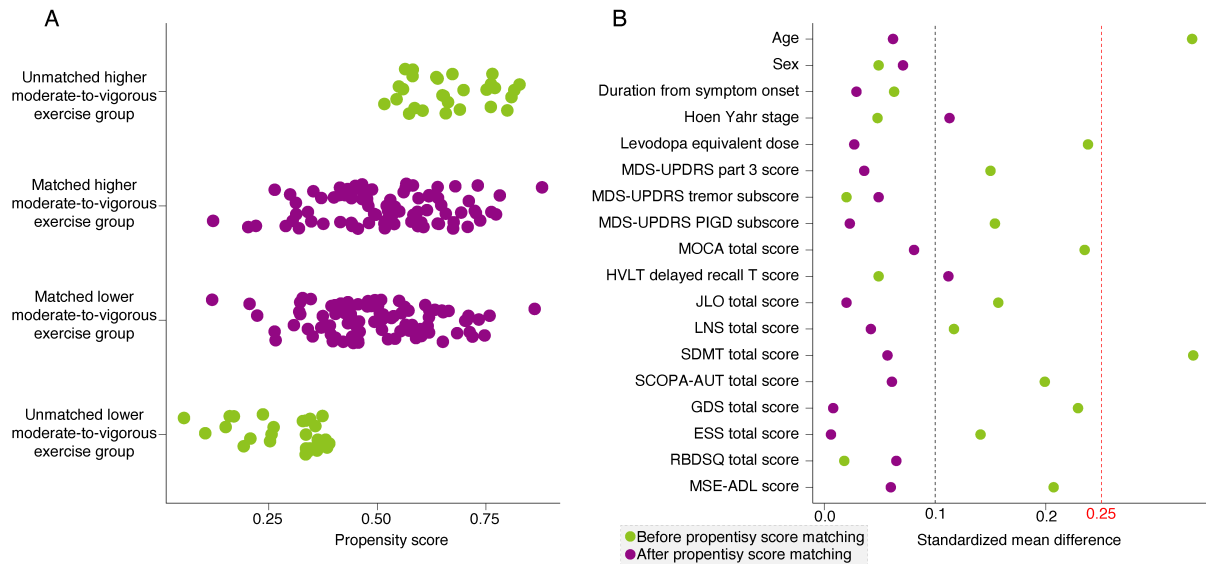 A
Unmatched higher
moderate-to-vigorous
exercise group
Matched higher
moderate-to-vigorous
exercise group
Matched lower
moderate-to-vigorous
exercise group
Unmatched lower
moderate-to-vigorous
exercise group
0.25 0.50 0.75
Propensity score
B
Age
Sex
Duration from symptom onset
Hoen Yahr stage
Levodopa equivalent dose
MDS-UPDRS part 3 score
MDS-UPDRS tremor subscore
MDS-UPDRS PIGD subscore
MOCA total score
HVLT delayed recall T score
JLO total score
LNS total score
SDMT total score
SCOPA-AUT total score
GDS total score
ESS total score
RBDSQ total score
MSE-ADL score
0.0 0.1 0.2 0.25
Standardized mean difference
Before propentisy score matching
After propentisy score matching